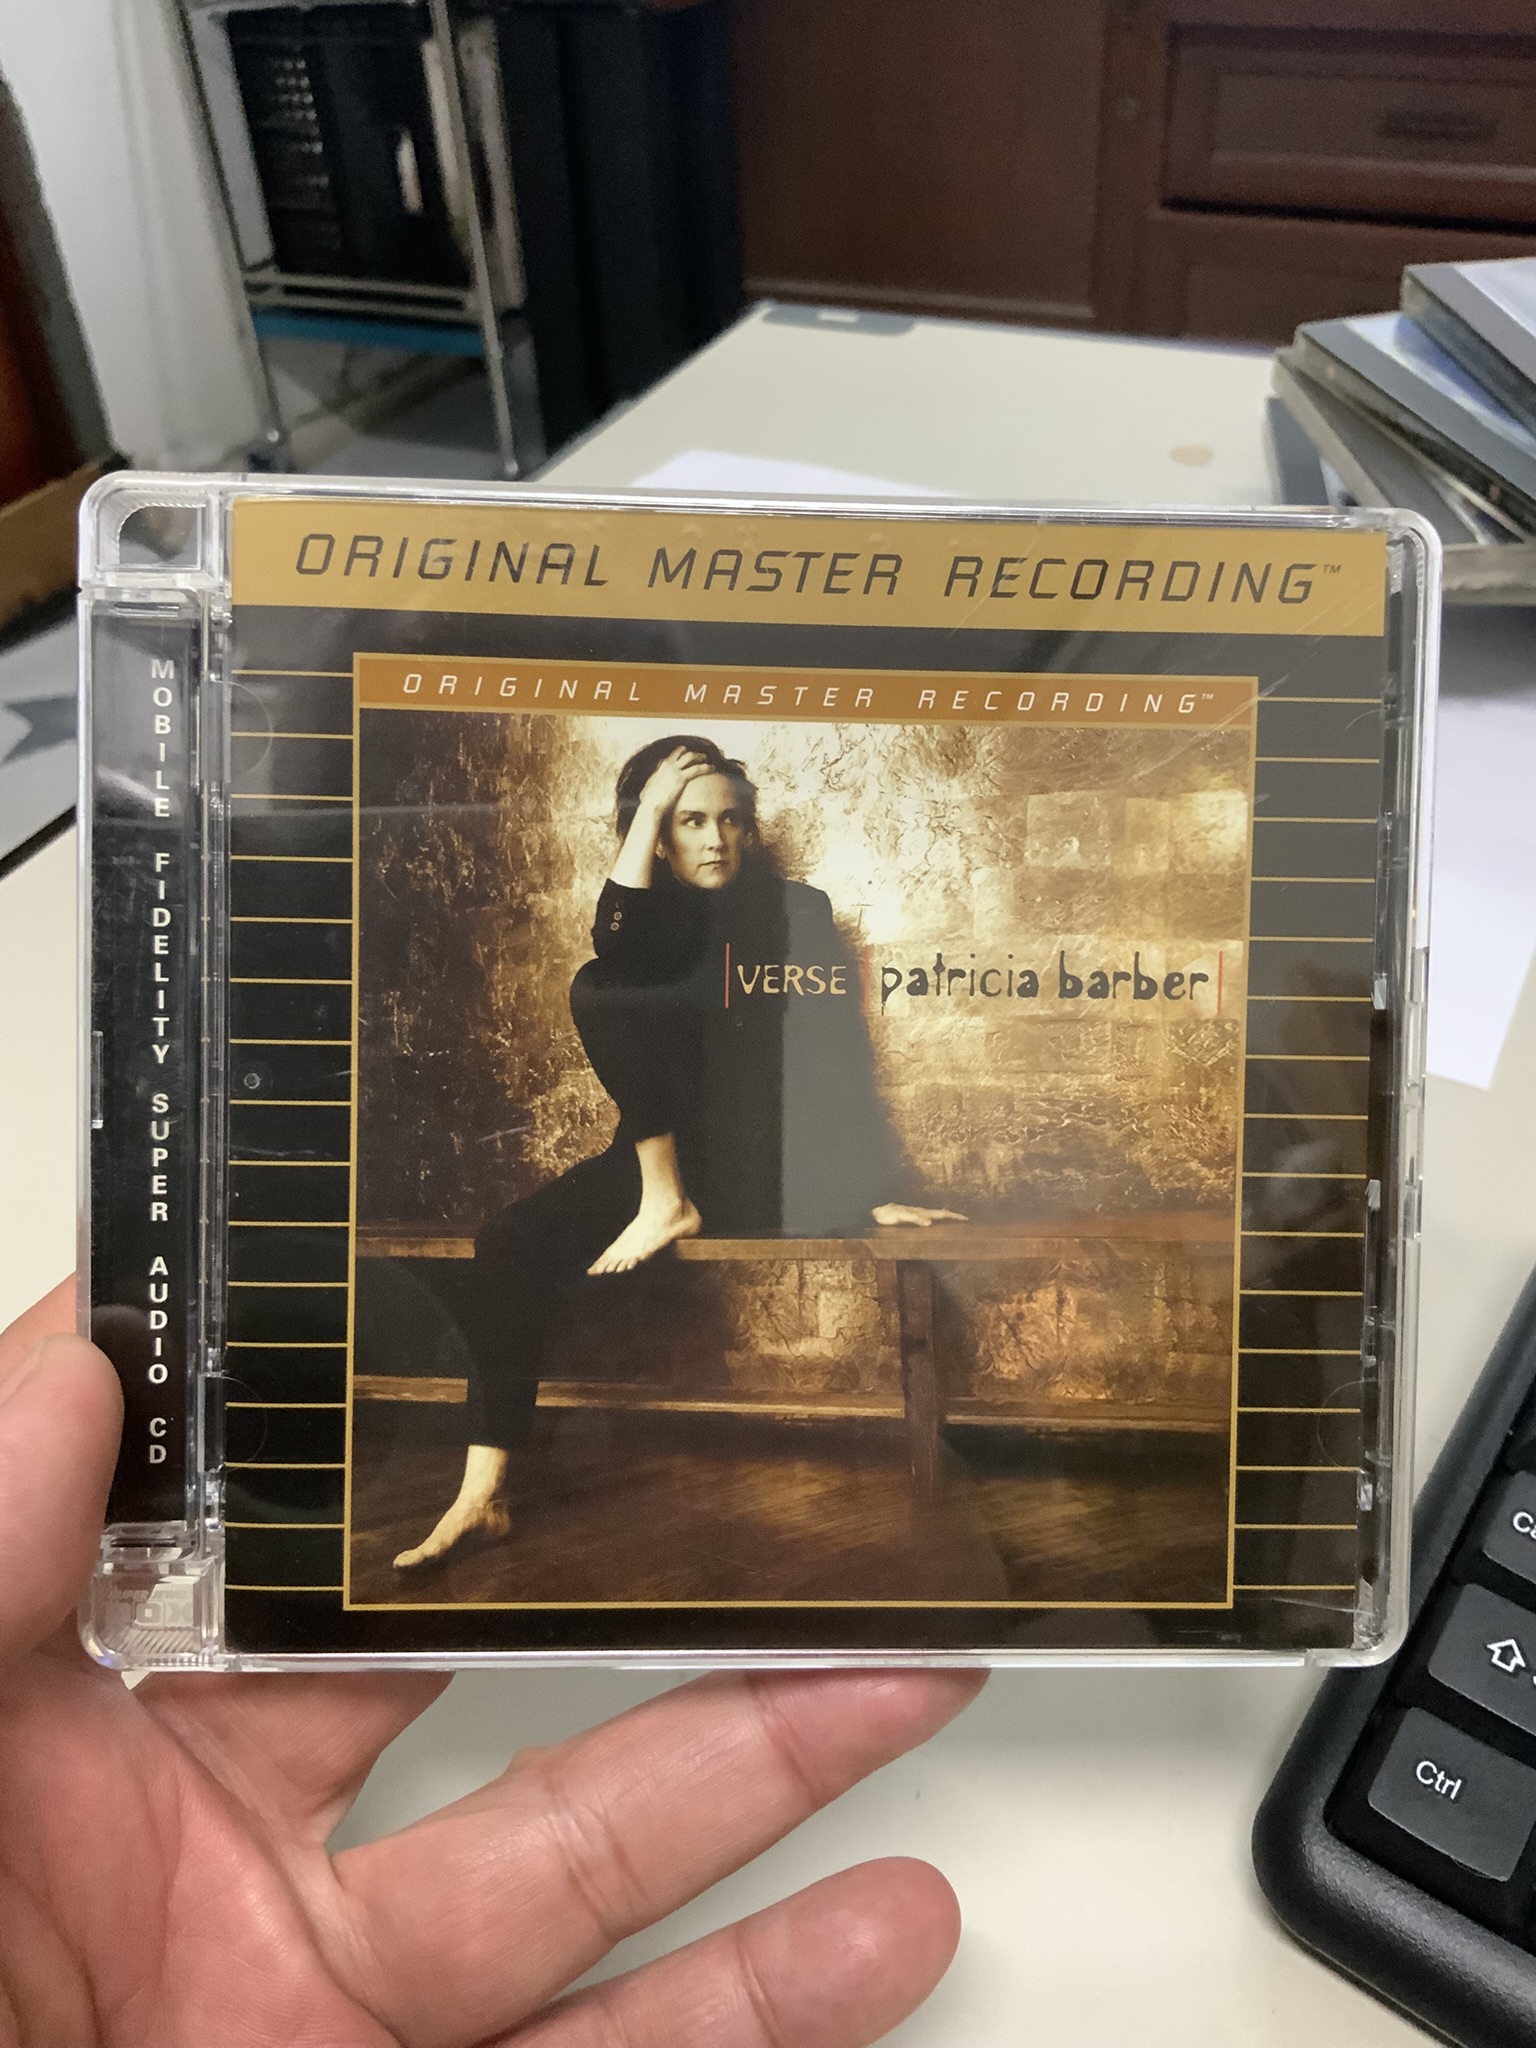 ORIGINAL MASTER RECORDING™
ORIGINAL MASTER RECORDING™
VERSE patricia barber
MOBILE FIDELITY SUPER AUDIO CD
Ctrl